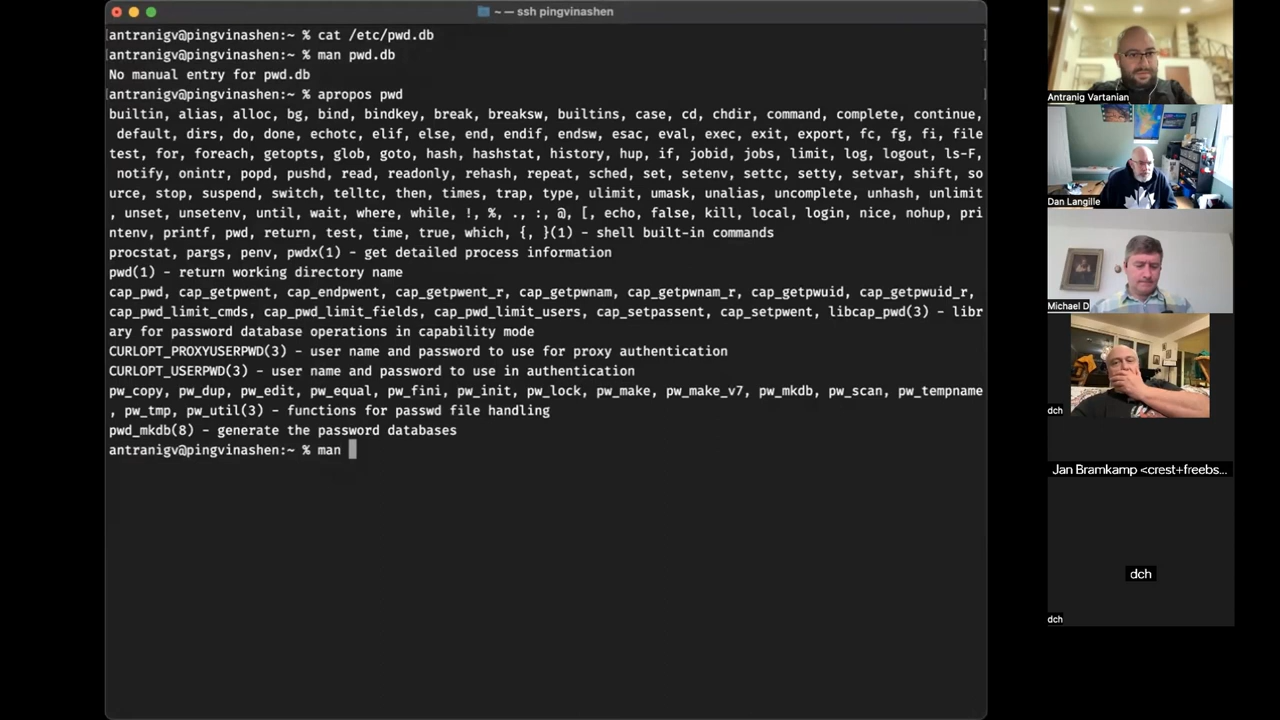 ~ — ssh pingvinashen
antranigv@pingvinashen:~ % cat /etc/pwd.db
antranigv@pingvinashen:~ % man pwd.db
No manual entry for pwd.db
antranigv@pingvinashen:~ % apropos pwd
builtin, alias, alloc, bg, bind, bindkey, break, breaksw, builtins, case, cd, chdir, command, complete, continue,
default, dirs, do, done, echotc, elif, else, end, endif, endsw, esac, eval, exec, exit, export, fc, fg, fi, file
test, for, foreach, getopts, glob, goto, hash, hashstat, history, hup, if, jobid, jobs, limit, log, logout, ls-F,
notify, onintr, popd, pushd, read, readonly, rehash, repeat, sched, set, setenv, settc, setty, setvar, shift, so
urce, stop, suspend, switch, telltc, then, times, trap, type, ulimit, umask, unalias, uncomplete, unhash, unlimit
, unset, unsetenv, until, wait, where, while, !, %, ., :, @, [, echo, false, kill, local, login, nice, nohup, pri
ntenv, printf, pwd, return, test, time, true, which, {, }(1) - shell built-in commands
procstat, pargs, penv, pwdx(1) - get detailed process information
pwd(1) - return working directory name
cap_pwd, cap_getpwent, cap_endpwent, cap_getpwent_r, cap_getpwnam, cap_getpwnam_r, cap_getpwuid, cap_getpwuid_r,
cap_pwd_limit_cmds, cap_pwd_limit_fields, cap_pwd_limit_users, cap_setpassent, cap_setpwent, libcap_pwd(3) - libr
ary for password database operations in capability mode
CURLOPT_PROXYUSERPWD(3) - user name and password to use for proxy authentication
CURLOPT_USERPWD(3) - user name and password to use in authentication
pw_copy, pw_dup, pw_edit, pw_equal, pw_fini, pw_init, pw_lock, pw_make, pw_make_v7, pw_mkdb, pw_scan, pw_tempname
, pw_tmp, pw_util(3) - functions for passwd file handling
pwd_mkdb(8) - generate the password databases
antranigv@pingvinashen:~ % man
Antranig Vartanian
Dan Langille
Michael D
dch
Jan Bramkamp <crest+freebs...
dch
dch